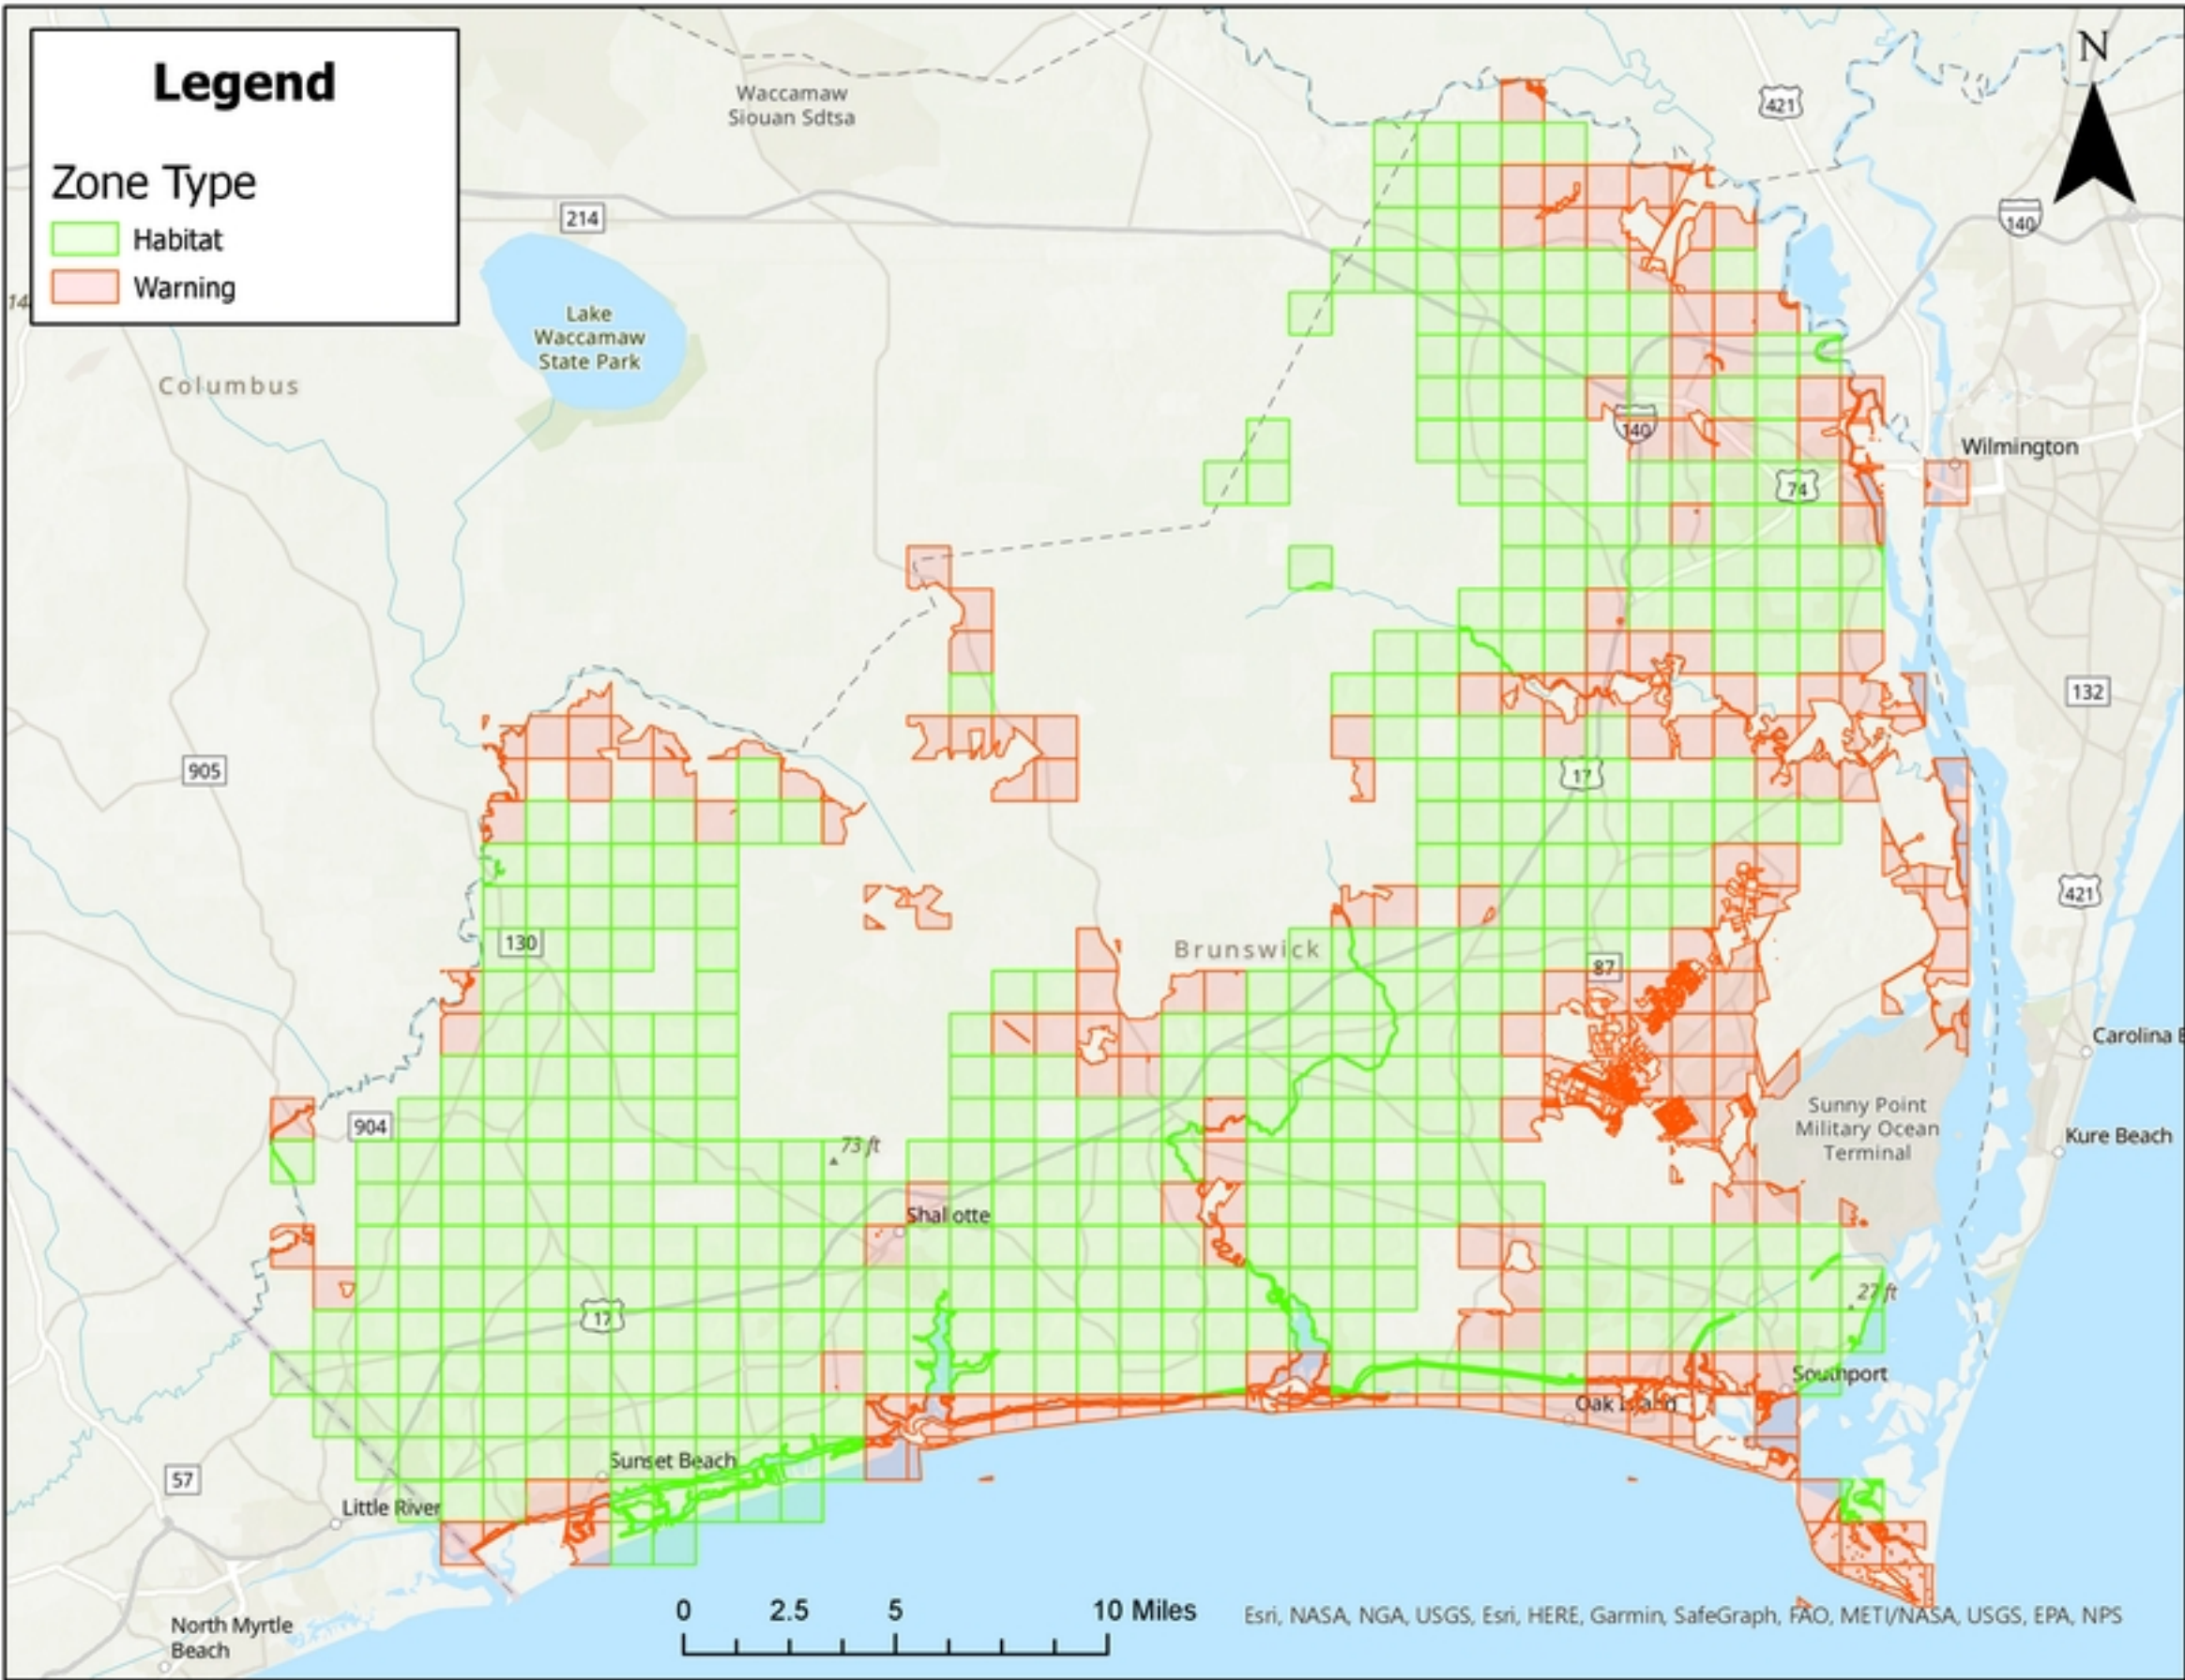 Legend
Zone Type
Habitat
Warning
Waccamaw
Siouan Sdtsa
N
421
140
214
Lake
Waccamaw
State Park
14
Columbus
140
Wilmington
74
132
905
17
130
Brunswick
87
421
Carolina B
904
73 ft
Sunny Point
Military Ocean
Terminal
Kure Beach
Shallotte
27 ft
17
Southport
Oak Island
Sunset Beach
57
Little River
North Myrtle
Beach
0 2.5 5 10 Miles
Esri, NASA, NGA, USGS, Esri, HERE, Garmin, SafeGraph, FAO, METI/NASA, USGS, EPA, NPS